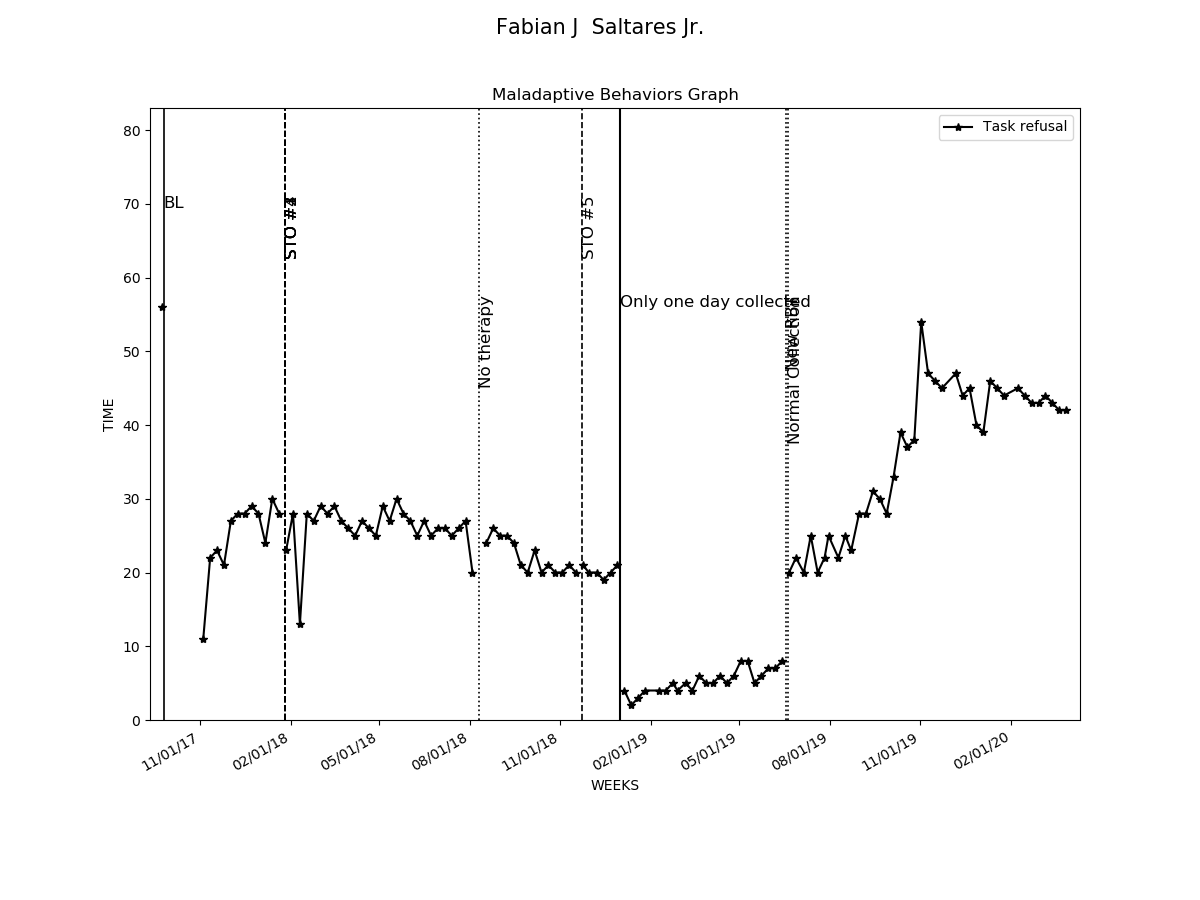 Fabian J  Saltares Jr.
Maladaptive Behaviors Graph
Task refusal
80
70
60
50
40
30
20
10
0
TIME
BL
STO
No therapy
STO #5
Only one day collected
Normal Collection
11/01/17
02/01/18
05/01/18
08/01/18
11/01/18
02/01/19
05/01/19
08/01/19
11/01/19
02/01/20
WEEKS